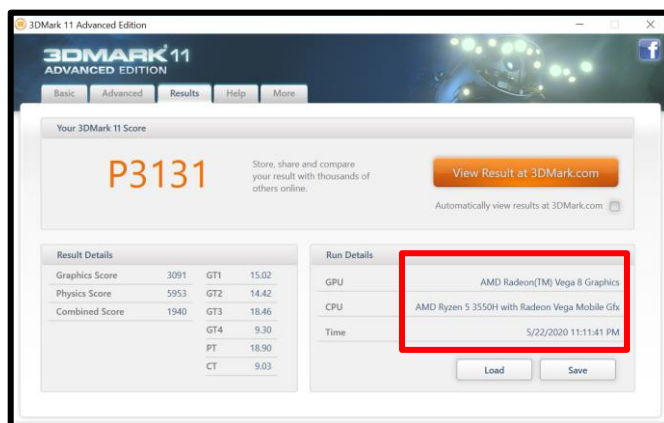 3DMark 11 Advanced Edition
3DMARK'11
ADVANCED EDITION
Basic Advanced Results Help More
Your 3DMark 11 Score
P3131
Store, share and compare
your result with thousands of
others online.
View Result at 3DMark.com
Automatically view results at 3DMark.com
Result Details
Graphics Score 3091 GT1 15.02
Physics Score 5953 GT2 14.42
Combined Score 1940 GT3 18.46
GT4 9.30
PT 18.90
CT 9.03
Run Details
GPU AMD Radeon(TM) Vega 8 Graphics
CPU AMD Ryzen 5 3550H with Radeon Vega Mobile Gfx
Time 5/22/2020 11:11:41 PM
Load Save